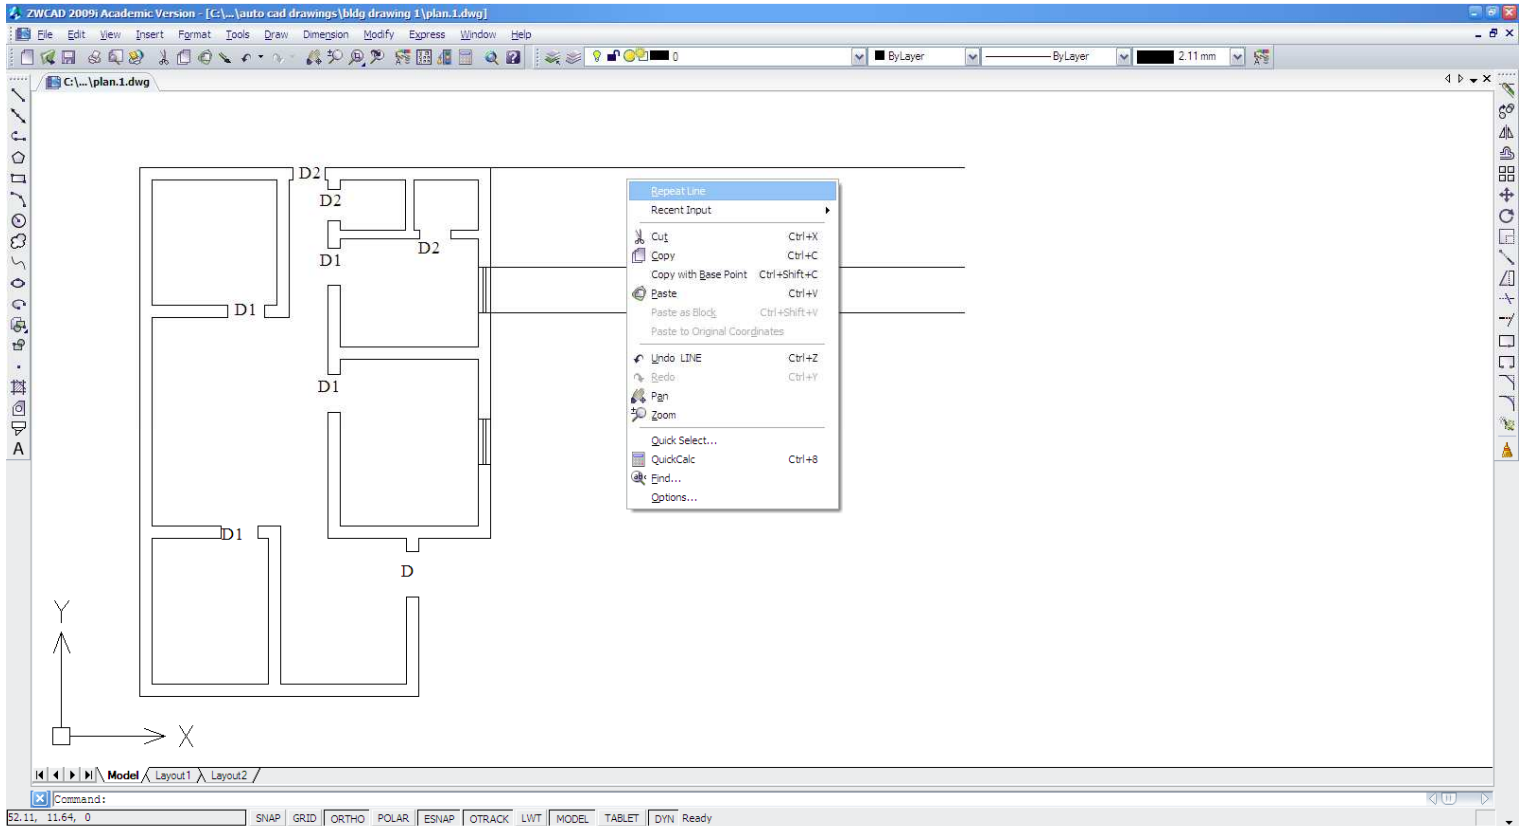 ZWCAD 2009i Academic Version - [C:\...\auto cad drawings\bldg drawing 1\plan.1.dwg]
File Edit View Insert Format Tools Draw Dimension Modify Express Window Help
0 ByLayer ByLayer 2.11 mm
C:\...\plan.1.dwg
D2
D2
D2
D1
D1
D1
D1
D
Repeat Line
Recent Input
Cut Ctrl+X
Copy Ctrl+C
Copy with Base Point Ctrl+Shift+C
Paste Ctrl+V
Paste as Block Ctrl+Shift+V
Paste to Original Coordinates
Undo LINE Ctrl+Z
Redo Ctrl+Y
Pan
Zoom
Quick Select...
QuickCalc Ctrl+8
Find...
Options...
A
Y
X
Model Layout1 Layout2
Command:
52.11, 11.64, 0 SNAP GRID ORTHO POLAR ESNAP OTRACK LWT MODEL TABLET DYN Ready